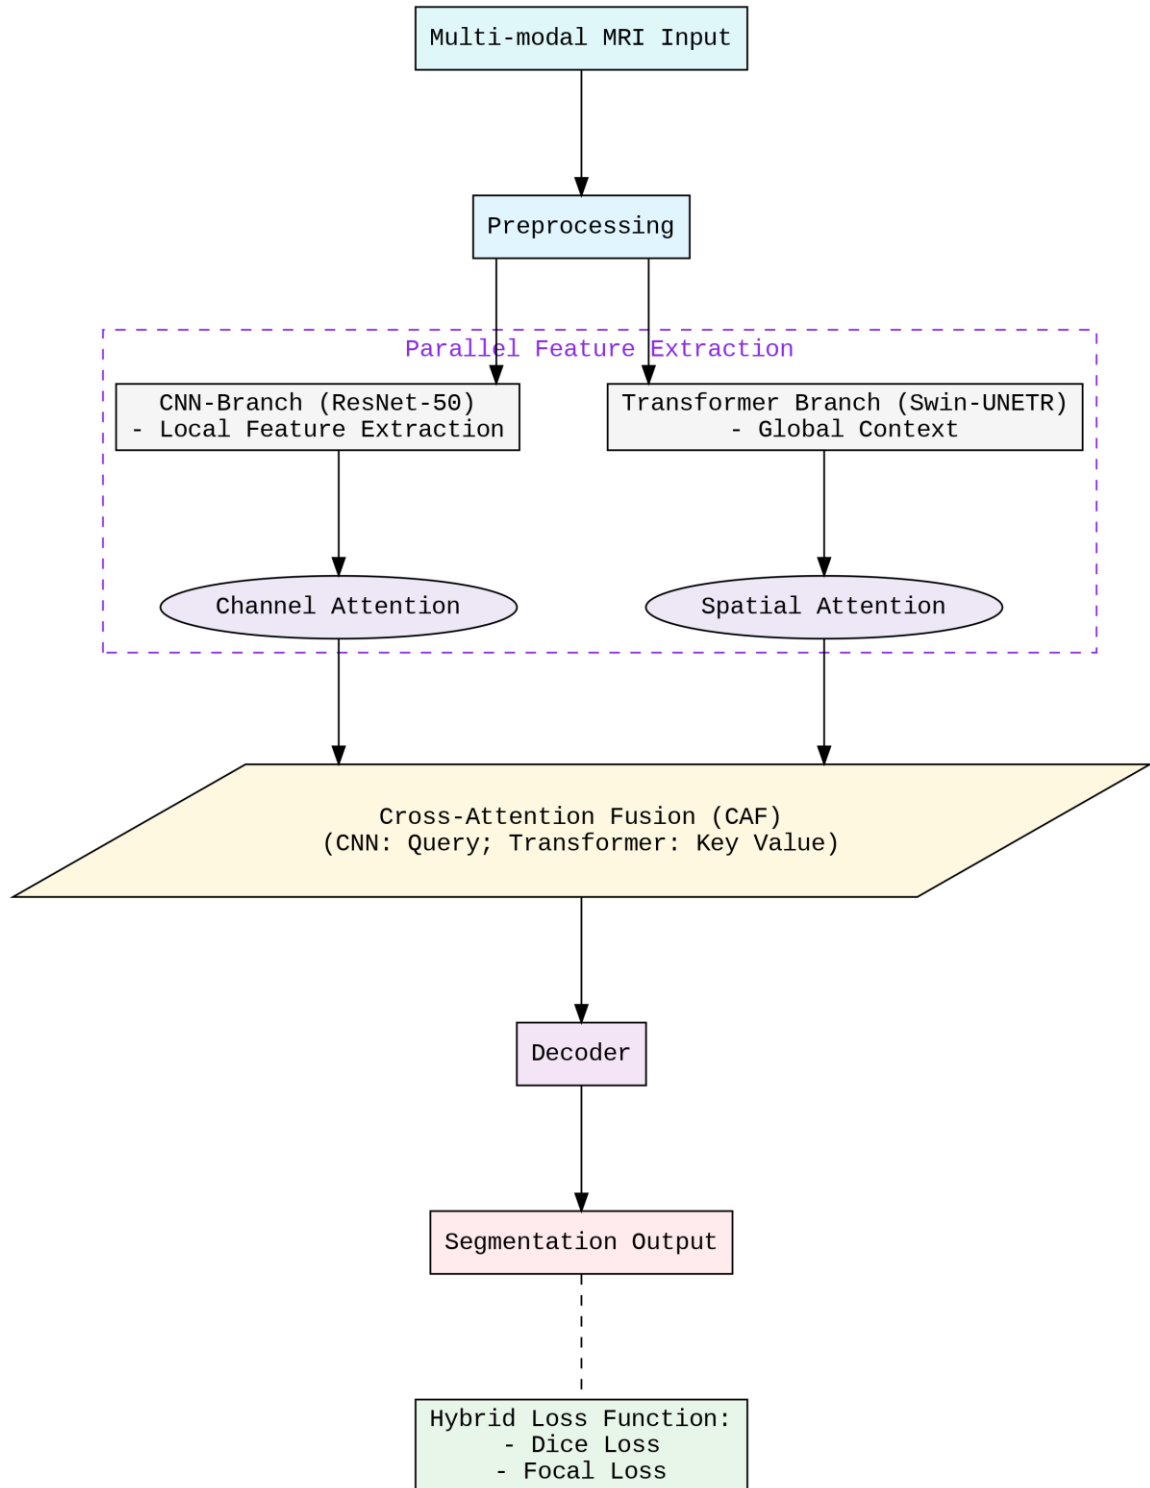 Multi-modal MRI Input
Preprocessing
Parallel Feature Extraction
CNN-Branch (ResNet-50)
- Local Feature Extraction
Transformer Branch (Swin-UNETR)
- Global Context
Channel Attention
Spatial Attention
Cross-Attention Fusion (CAF)
(CNN: Query; Transformer: Key Value)
Decoder
Segmentation Output
Hybrid Loss Function:
- Dice Loss
- Focal Loss